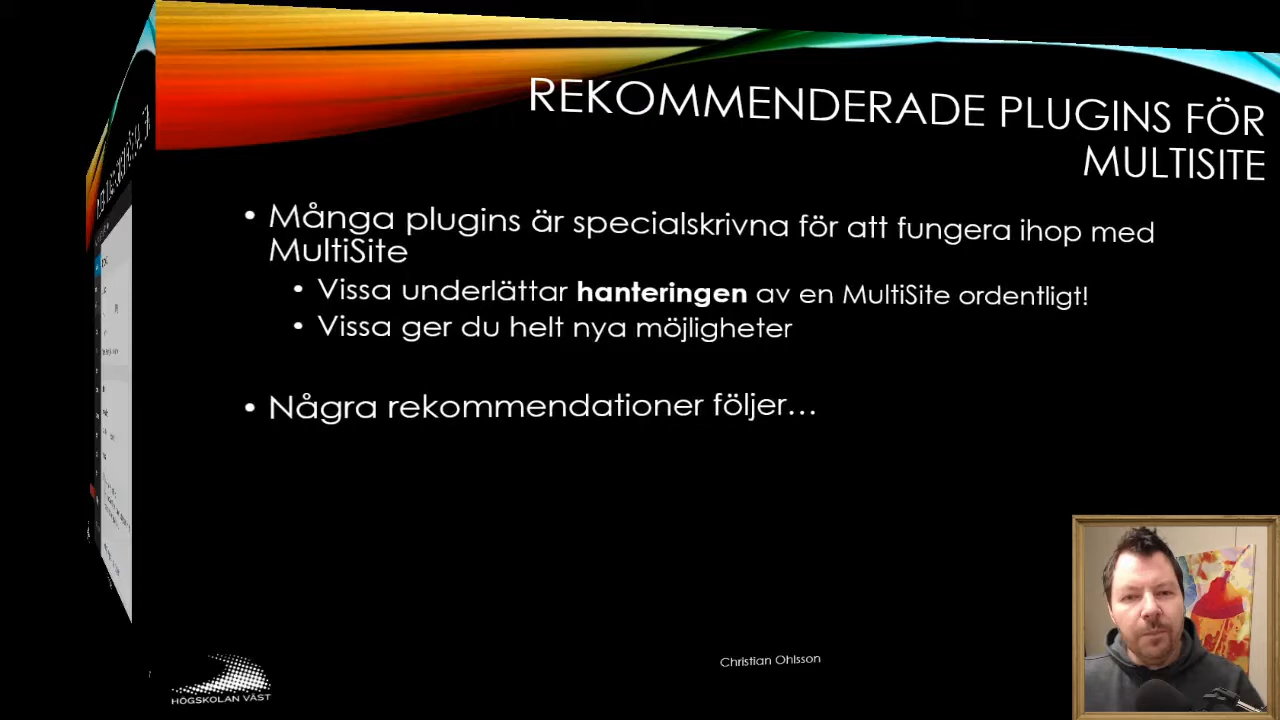 REKOMMENDERADE PLUGINS FÖR
MULTISITE
• Många plugins är specialskrivna för att fungera ihop med
MultiSite
• Vissa underlättar hanteringen av en MultiSite ordentligt!
• Vissa ger du helt nya möjligheter
• Några rekommendationer följer...
Christian Ohlsson
HÖGSKOLAN VÄST